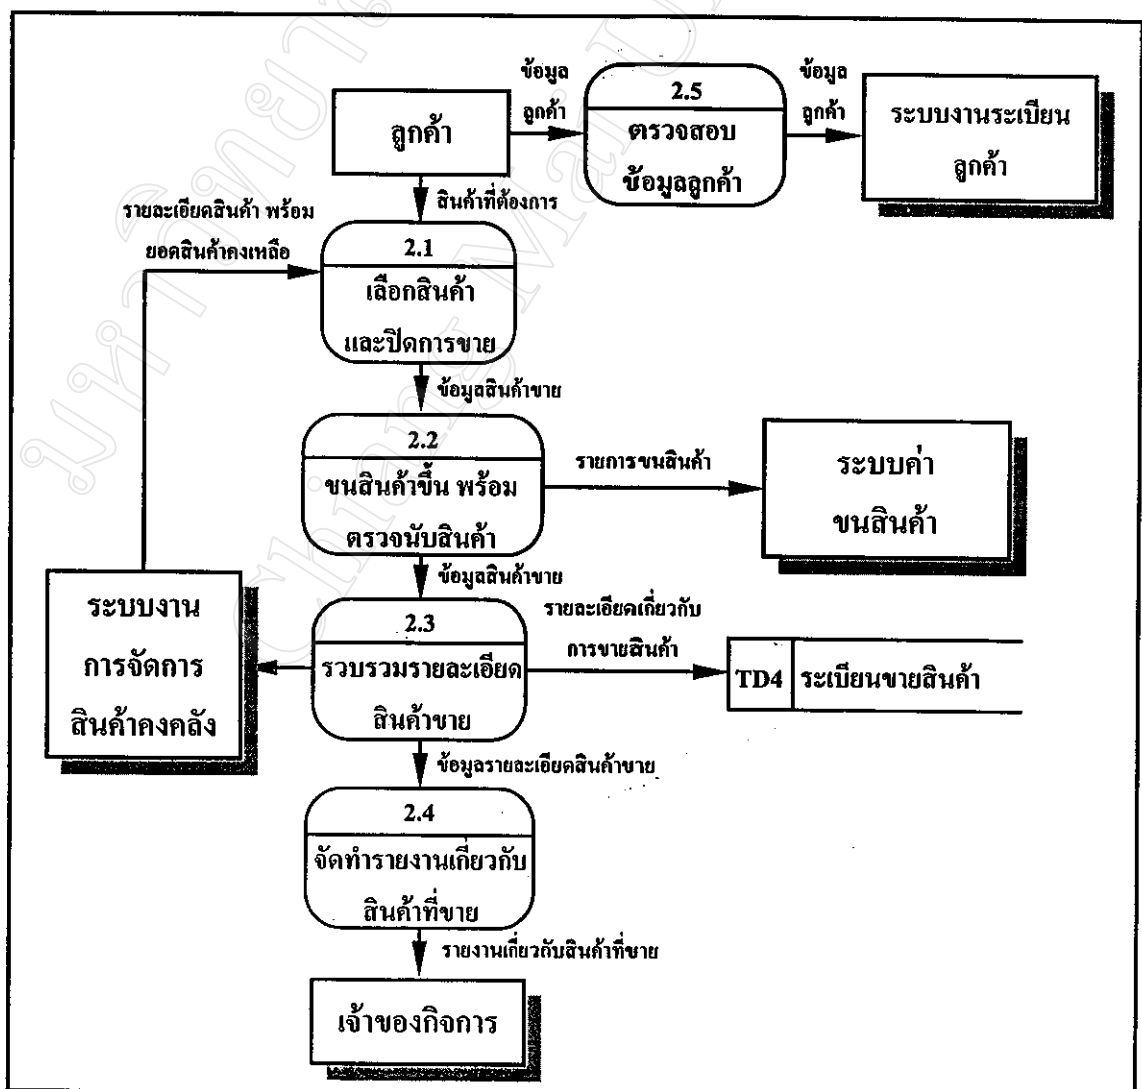 ข้อมูล
ลูกค้า
2.5
ตรวจสอบ
ข้อมูลลูกค้า
ข้อมูล
ลูกค้า
ระบบงานระเบียน
ลูกค้า
ลูกค้า
สินค้าที่ต้องการ
รายละเอียดสินค้า พร้อม
ยอดสินค้าคงเหลือ
2.1
เลือกสินค้า
และปิดการขาย
ข้อมูลสินค้าขาย
2.2
ขนสินค้าขึ้น พร้อม
ตรวจนับสินค้า
รายการขนสินค้า
ระบบค่า
ขนสินค้า
ข้อมูลสินค้าขาย
ระบบงาน
การจัดการ
สินค้าคงคลัง
2.3
รวบรวมรายละเอียด
สินค้าขาย
รายละเอียดเกี่ยวกับ
การขายสินค้า
TD4 ระเบียนขายสินค้า
ข้อมูลรายละเอียดสินค้าขาย
2.4
จัดทำรายงานเกี่ยวกับ
สินค้าที่ขาย
รายงานเกี่ยวกับสินค้าที่ขาย
เจ้าของกิจการ
Chiang Mai